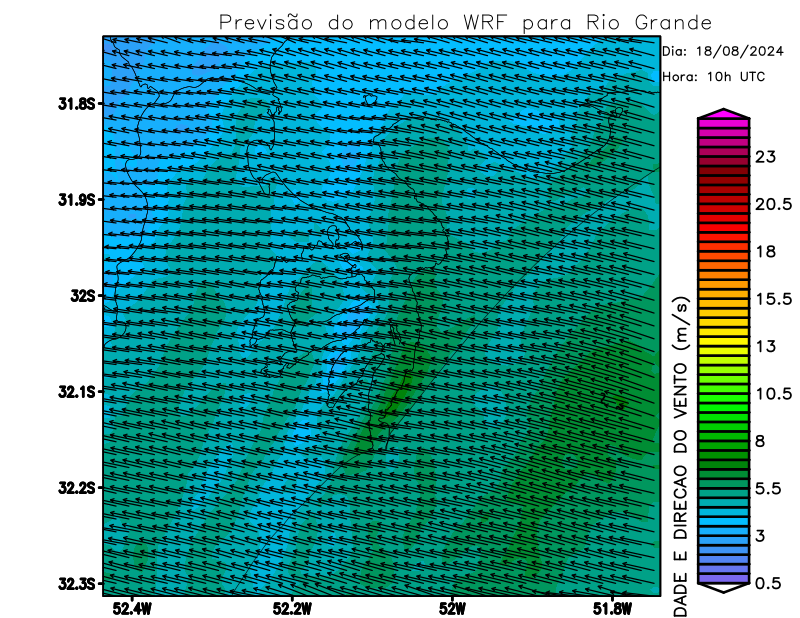 Previsão do modelo WRF para Rio Grande
Dia: 18/08/2024
Hora: 10h UTC
31.8S
31.9S
32S
32.1S
32.2S
32.3S
52.4W
52.2W
52W
51.8W
DADE E DIRECAO DO VENTO (m/s)
23
20.5
18
15.5
13
10.5
8
5.5
3
0.5